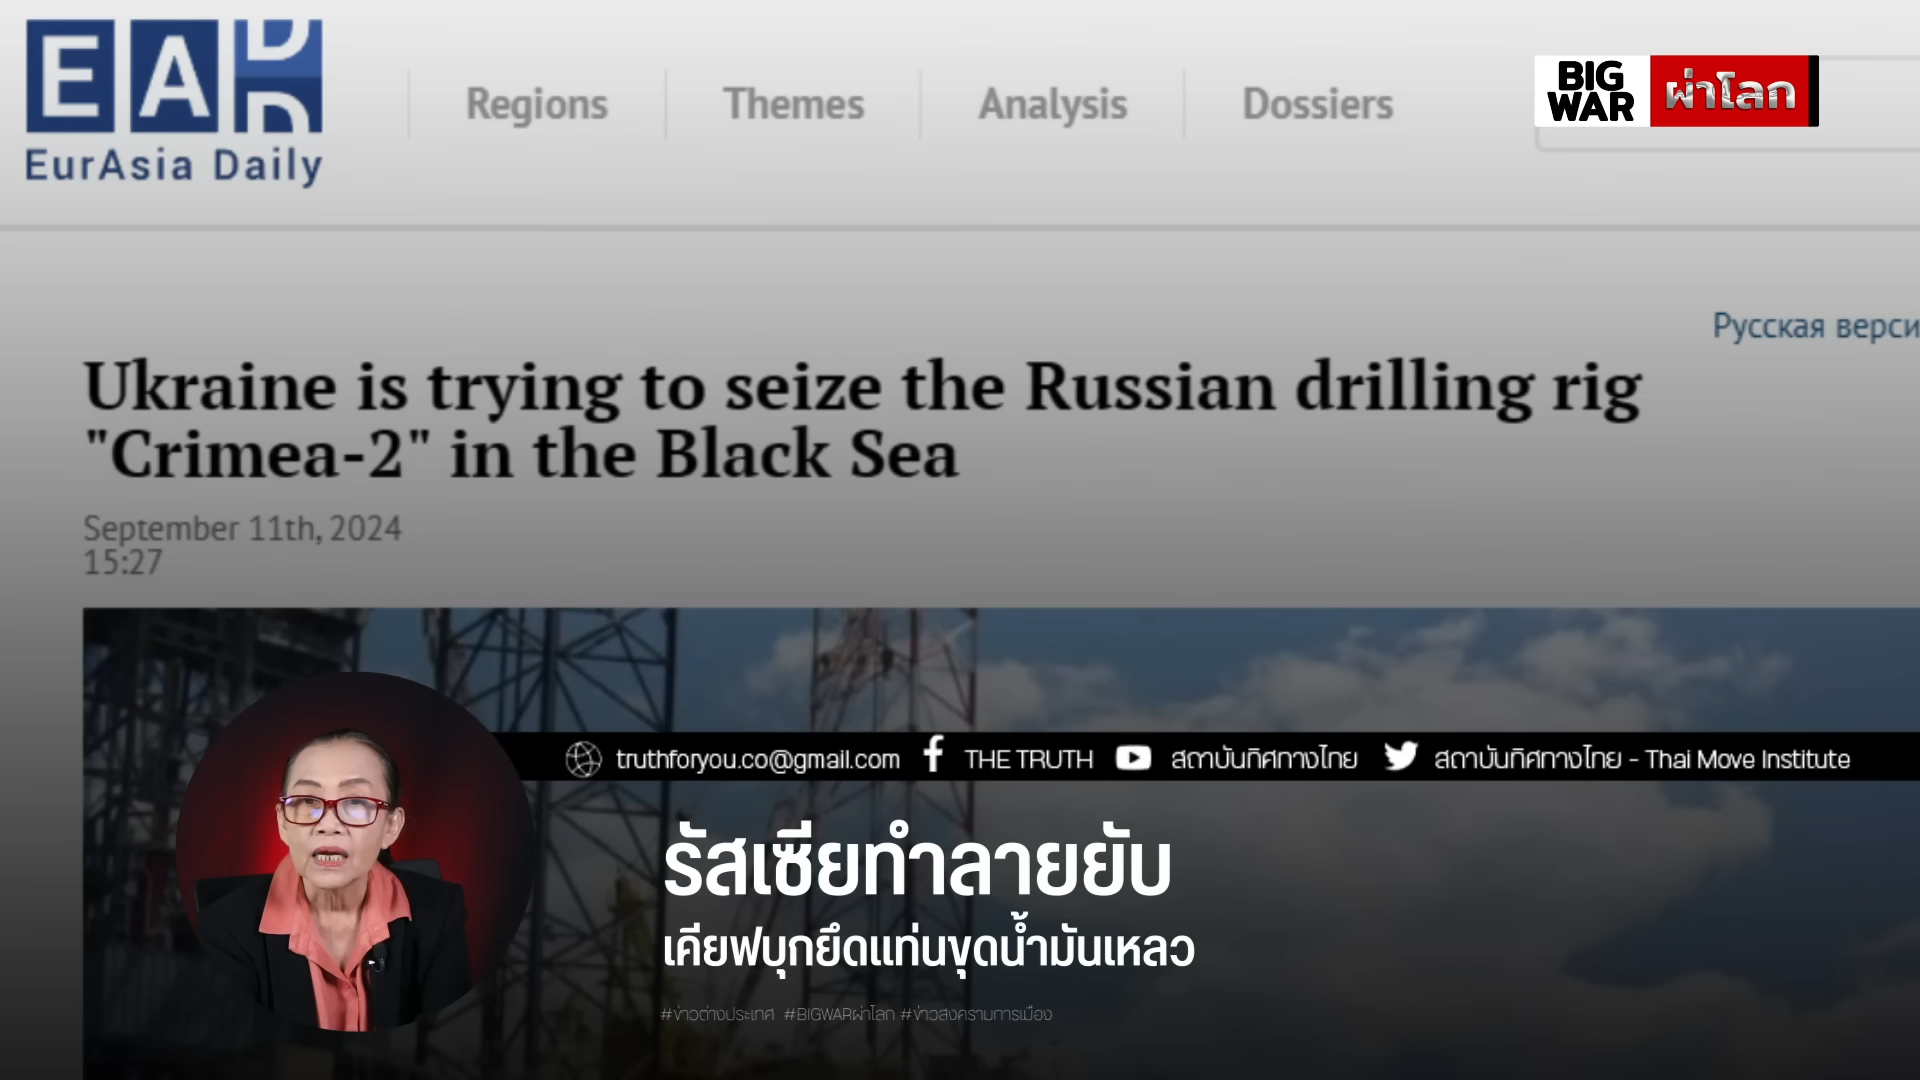 EAD
EurAsia Daily
Regions
Themes
Analysis
Dossiers
BIG
WAR
ผ่าโลก
Русская верси
Ukraine is trying to seize the Russian drilling rig
"Crimea-2" in the Black Sea
September 11th, 2024
15:27
truthforyou.co@gmail.com THE TRUTH สถาบันทิศทางไทย สถาบันทิศทางไทย - Thai Move Institute
รัสเซียทำลายยับ
เคียฟบุกยึดแท่นขุดน้ำมันเหลว
#ข่าวต่างประเทศ #BIGWARผ่าโลก #ข่าวสงครามการเมือง